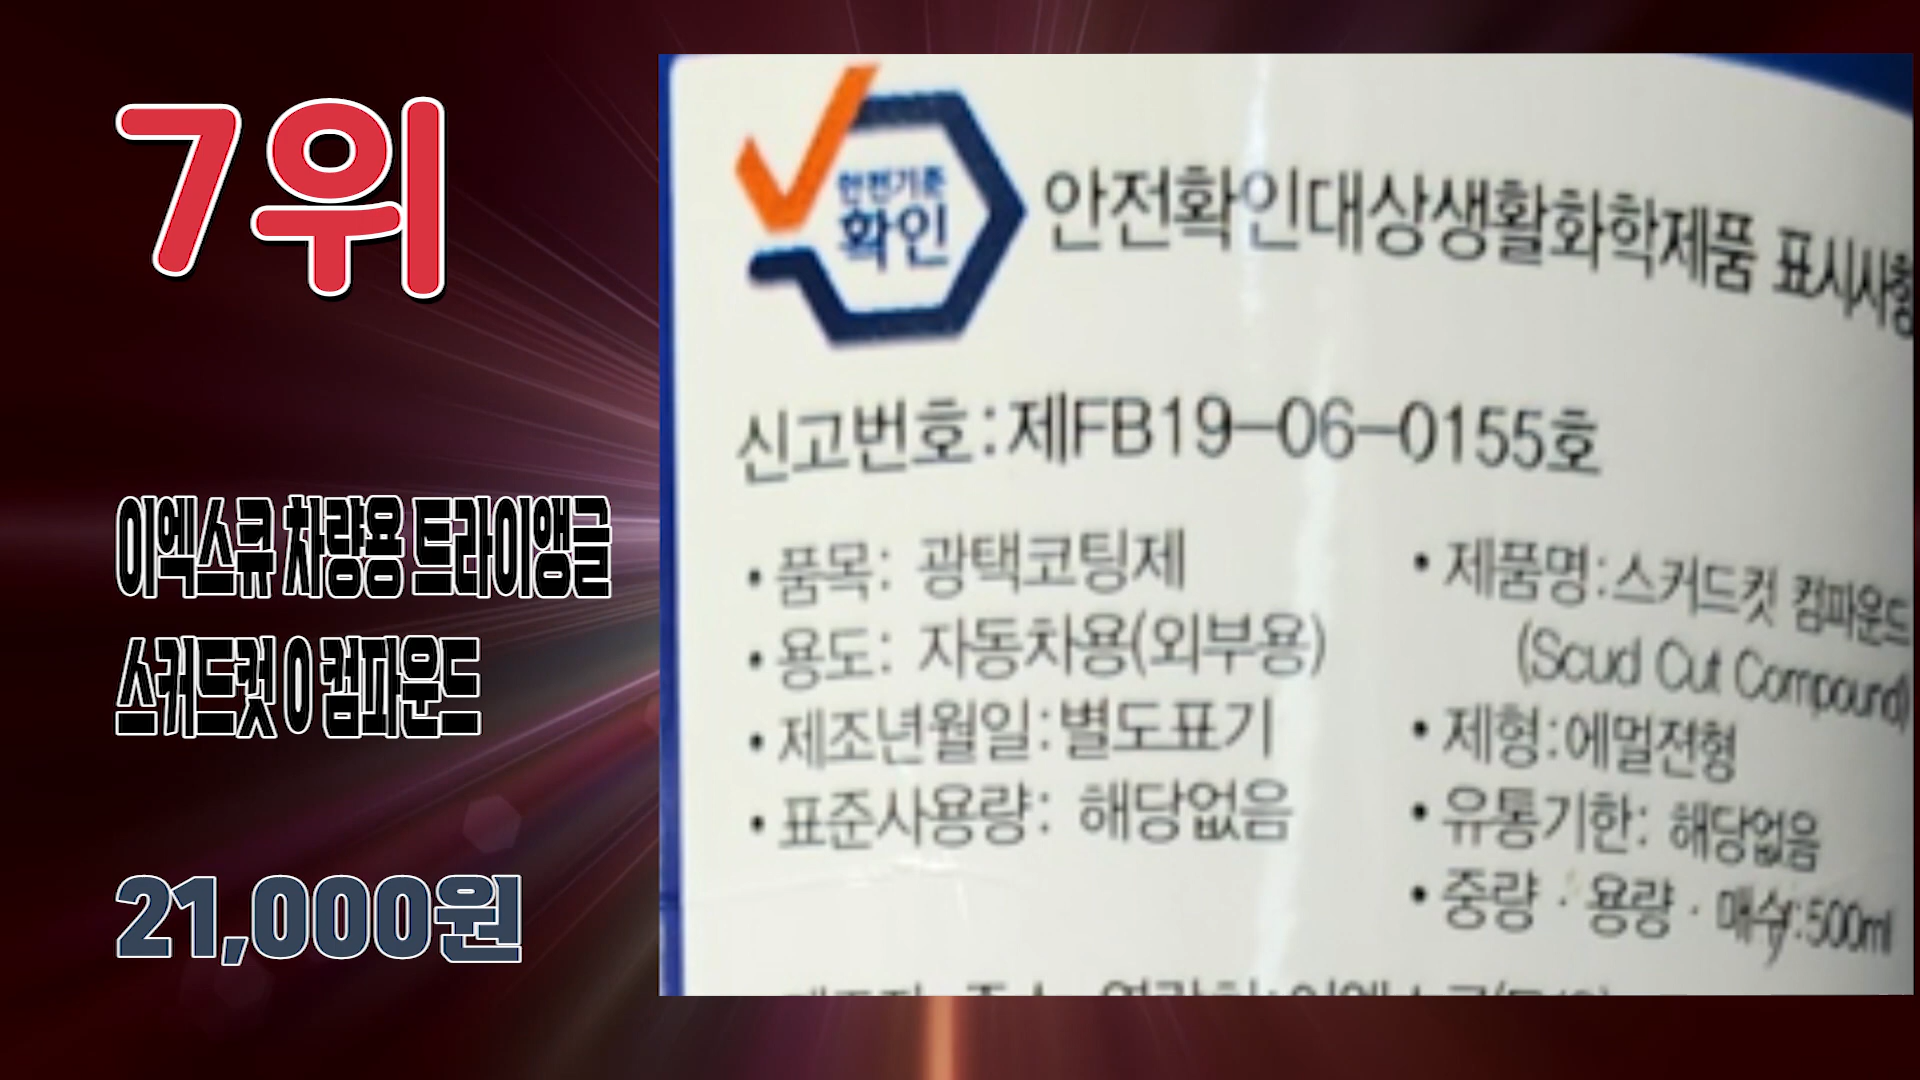 7위
이엑스큐 차량용 트라이앵글
스커드컷 0 컴파운드
21,000원
안전기준
확인
안전확인대상생활화학제품 표시사항
신고번호:제FB19-06-0155호
• 품목: 광택코팅제
• 용도: 자동차용(외부용)
• 제조년월일:별도표기
• 표준사용량: 해당없음
• 제품명:스커드컷 컴파운드
(Scud Cut Compound)
• 제형:에멀젼형
• 유통기한: 해당없음
• 중량 · 용량 · 매수:500ml